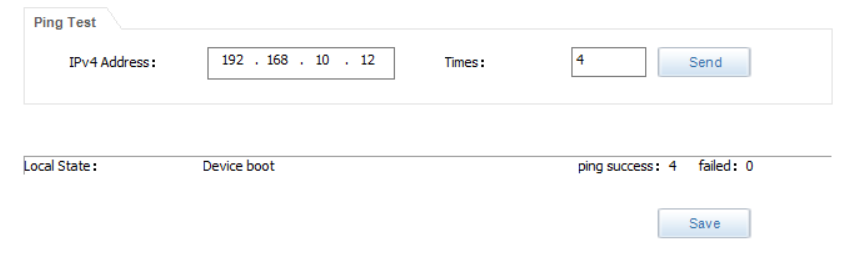 Ping Test
IPv4 Address: 192 . 168 . 10 . 12 Times: 4 Send
Local State: Device boot ping success: 4 failed: 0
Save